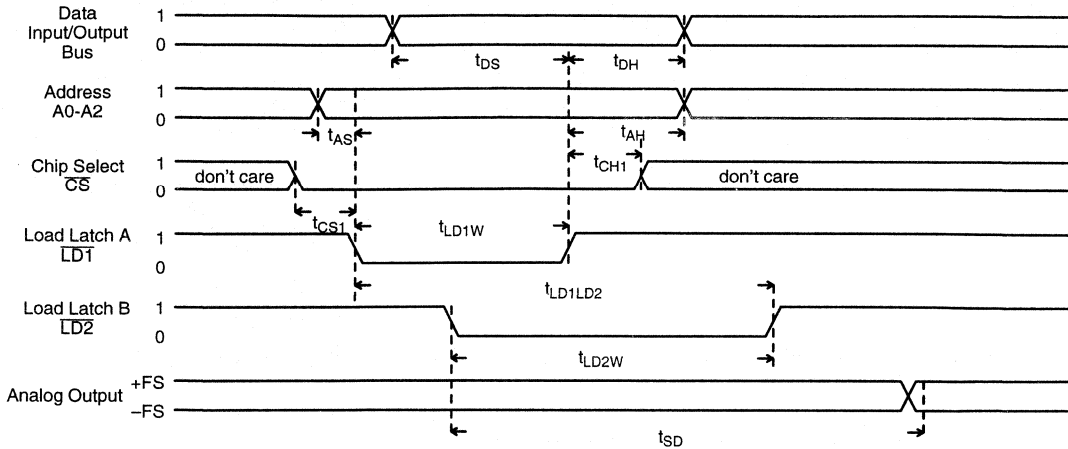 Data
Input/Output
Bus
1
0
tDS
tDH
Address
A0-A2
1
0
tAS
tAH
tCH1
Chip Select
CS
1
0
don't care
don't care
tCS1
tLD1W
Load Latch A
LD1
1
0
tLD1LD2
Load Latch B
LD2
1
0
tLD2W
Analog Output
+FS
–FS
tSD